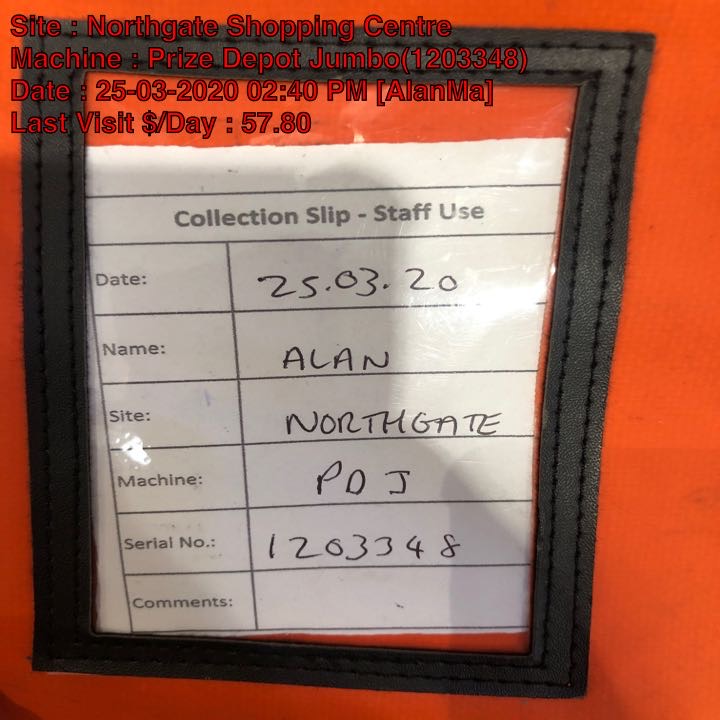 Site : Northgate Shopping Centre
Machine : Prize Depot Jumbo(1203348)
Date : 25-03-2020 02:40 PM [AlanMa]
Last Visit $/Day : 57.80
Collection Slip - Staff Use
Date: 25.03.20
Name: ALAN
Site: NORTHGATE
Machine: PDJ
Serial No.: 1203348
Comments: -